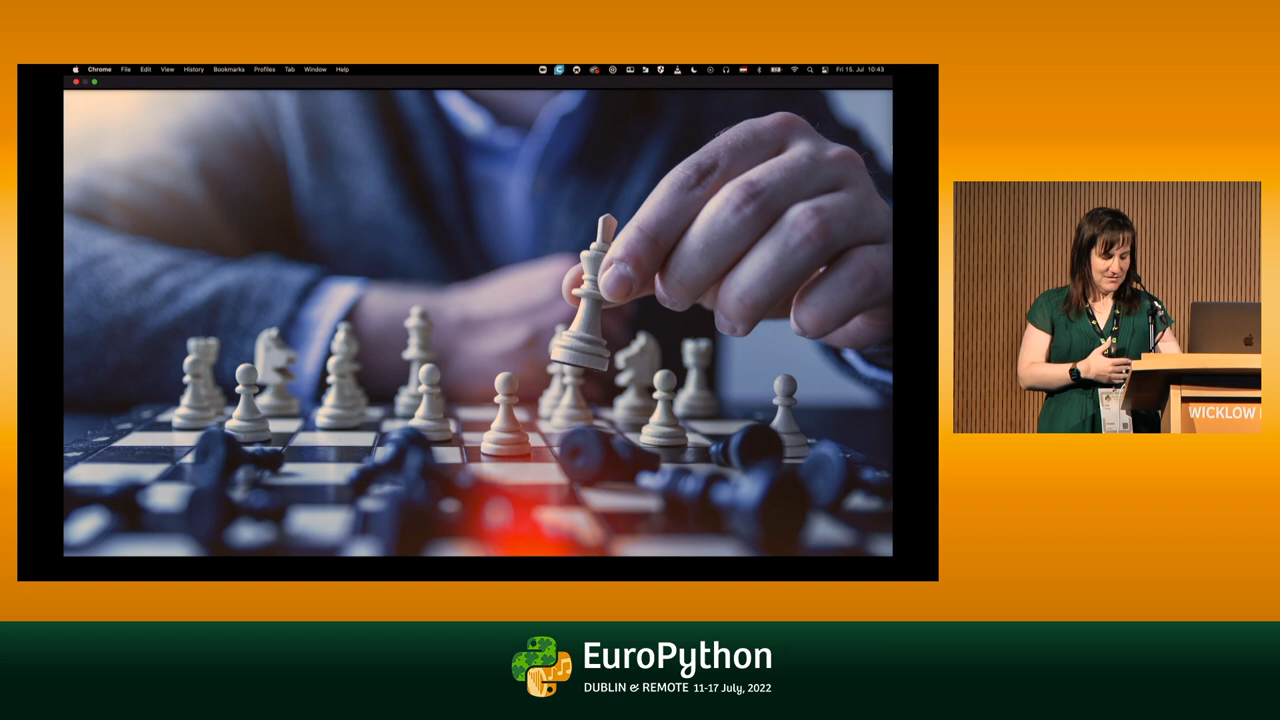 Chrome File Edit View History Bookmarks Profiles Tab Window Help
Fri 15. Jul 10:43
WICKLOW
EuroPython
DUBLIN & REMOTE 11-17 July, 2022